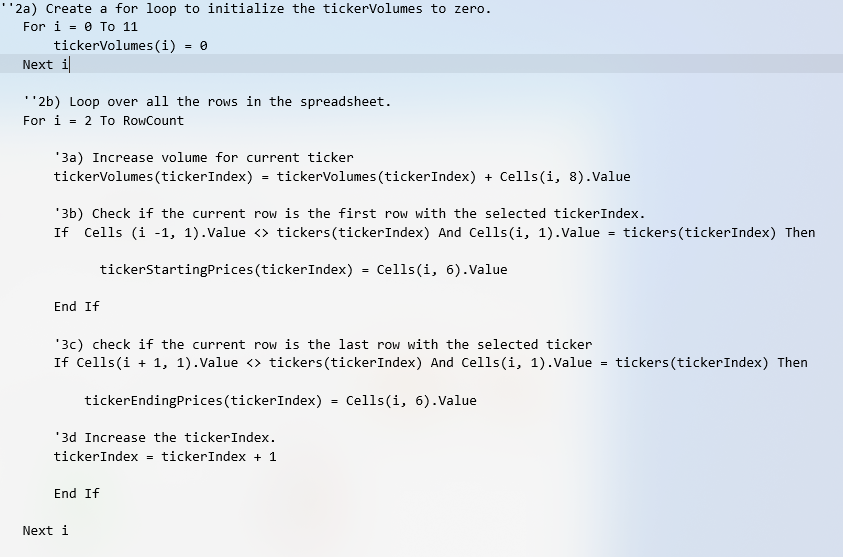 ''2a) Create a for loop to initialize the tickerVolumes to zero.
For i = 0 To 11
tickerVolumes(i) = 0
Next i
''2b) Loop over all the rows in the spreadsheet.
For i = 2 To RowCount
'3a) Increase volume for current ticker
tickerVolumes(tickerIndex) = tickerVolumes(tickerIndex) + Cells(i, 8).Value
'3b) Check if the current row is the first row with the selected tickerIndex.
If  Cells (i -1, 1).Value <> tickers(tickerIndex) And Cells(i, 1).Value = tickers(tickerIndex) Then
tickerStartingPrices(tickerIndex) = Cells(i, 6).Value
End If
'3c) check if the current row is the last row with the selected ticker
If Cells(i + 1, 1).Value <> tickers(tickerIndex) And Cells(i, 1).Value = tickers(tickerIndex) Then
tickerEndingPrices(tickerIndex) = Cells(i, 6).Value
'3d Increase the tickerIndex.
tickerIndex = tickerIndex + 1
End If
Next i